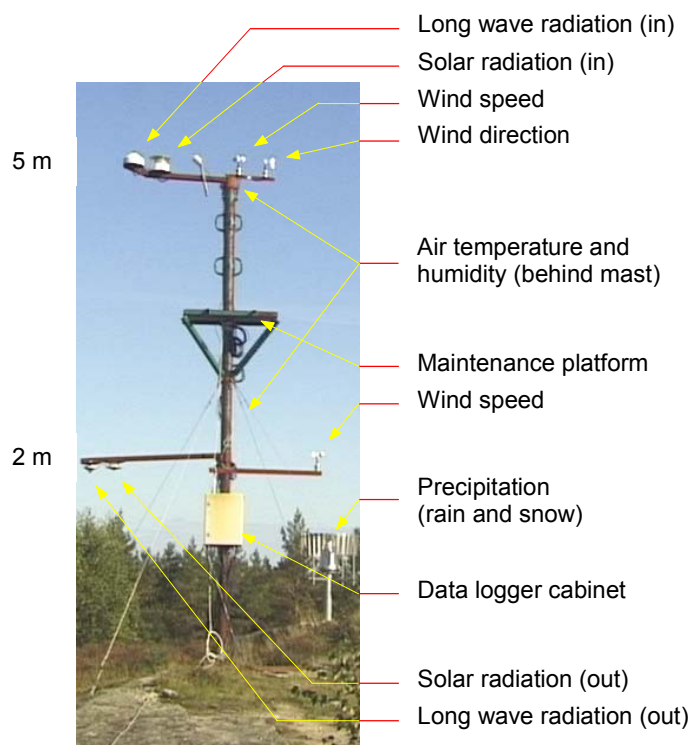 Long wave radiation (in)
Solar radiation (in)
Wind speed
Wind direction
5 m
Air temperature and
humidity (behind mast)
Maintenance platform
Wind speed
2 m
Precipitation
(rain and snow)
Data logger cabinet
Solar radiation (out)
Long wave radiation (out)